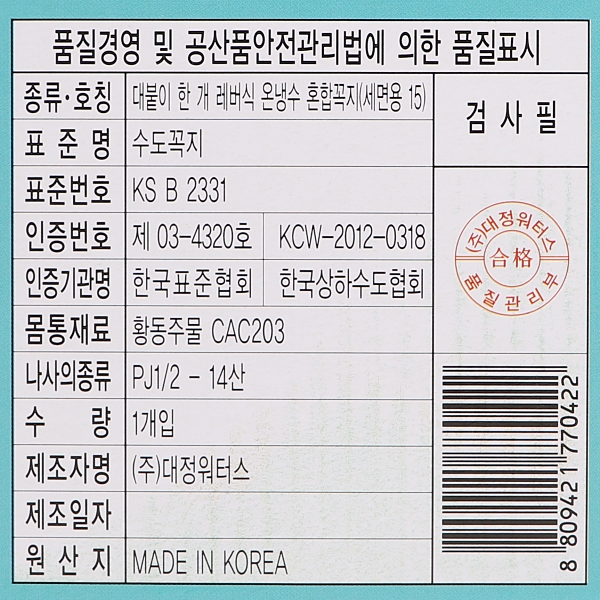 품질경영 및 공산품안전관리법에 의한 품질표시
종류·호칭 대붙이 한 개 레버식 온냉수 혼합꼭지(세면용 15)
검 사 필
표 준 명 수도꼭지
표준번호 KS B 2331
인증번호 제 03-4320호 KCW-2012-0318
인증기관명 한국표준협회 한국상하수도협회
몸통재료 황동주물 CAC203
나사의종류 PJ1/2 - 14산
수 량 1개입
제조자명 (주)대정워터스
제조일자
원 산 지 MADE IN KOREA
(주)대정워터스
合格
품질관리부
8 809421 770422